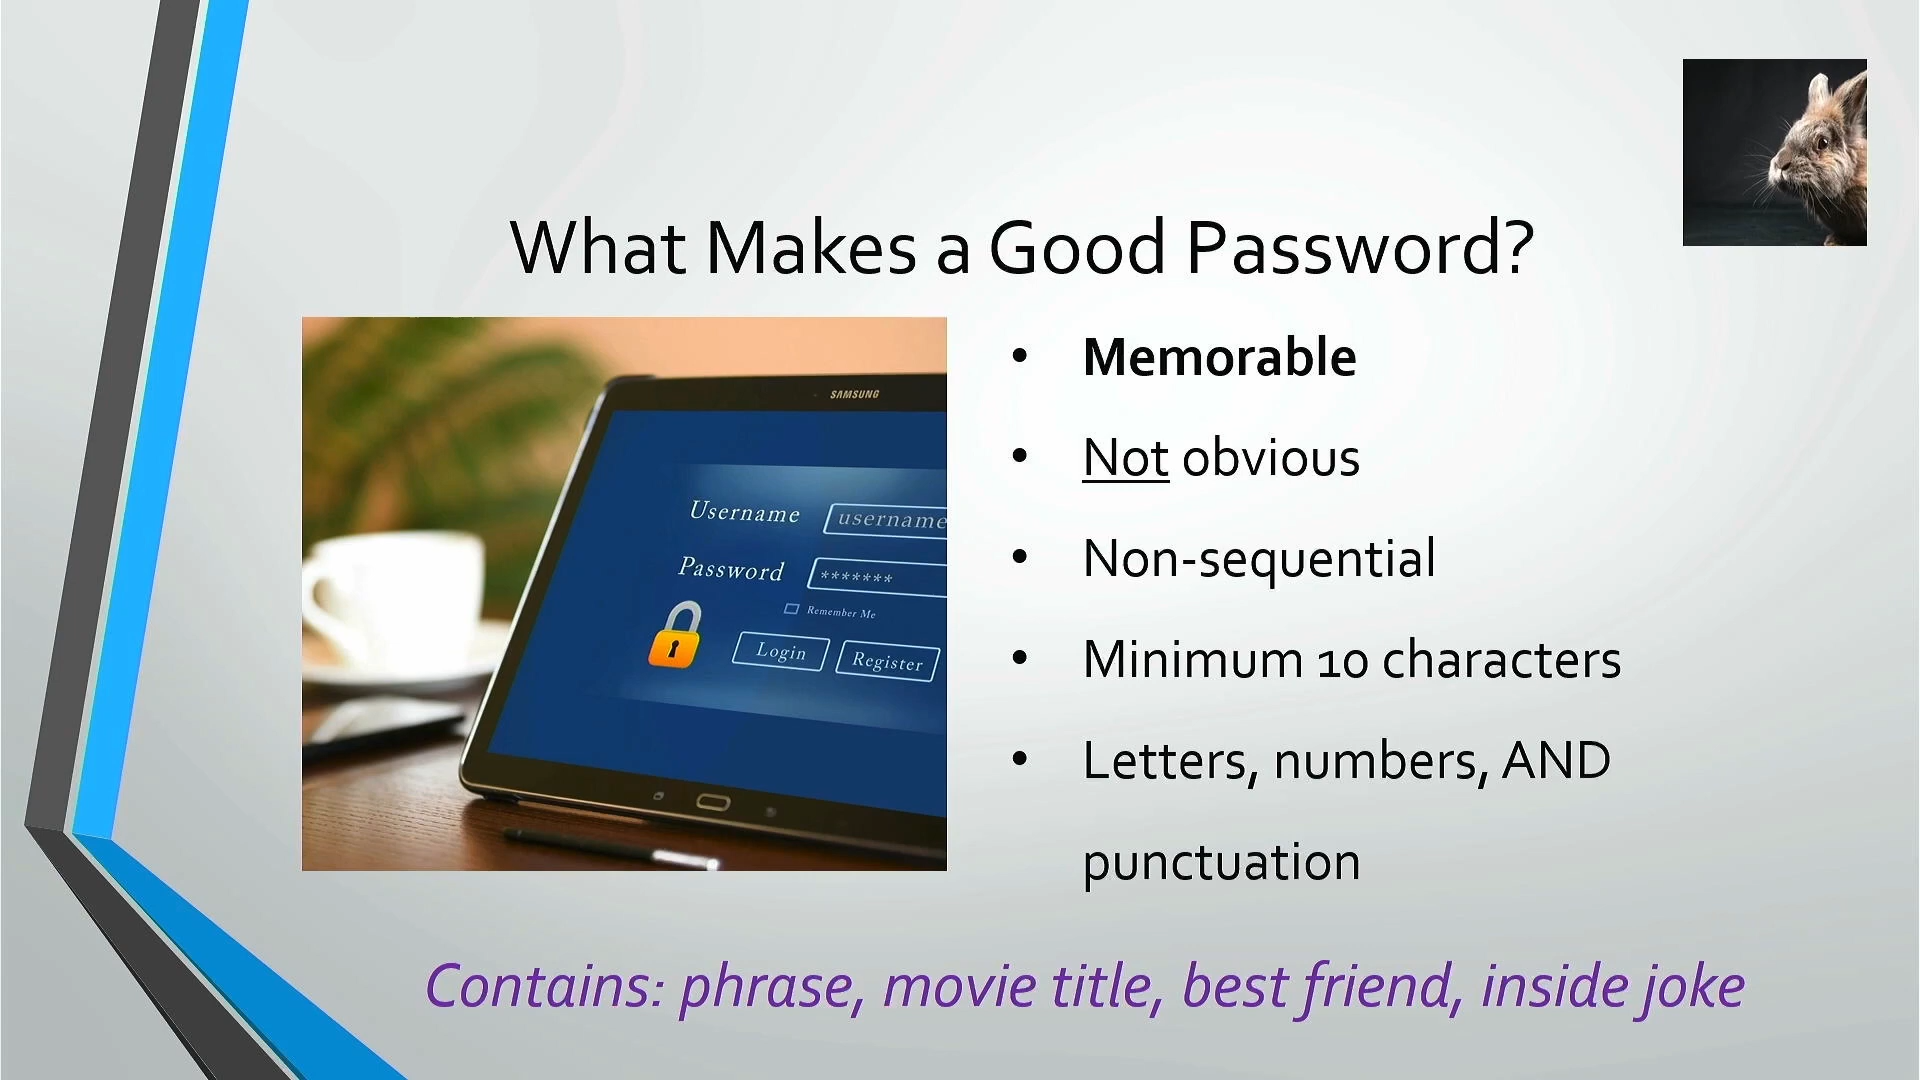 What Makes a Good Password?
SAMSUNG
Username username
Password *******
Remember Me
Login Register
• Memorable
• Not obvious
• Non-sequential
• Minimum 10 characters
• Letters, numbers, AND
punctuation
Contains: phrase, movie title, best friend, inside joke